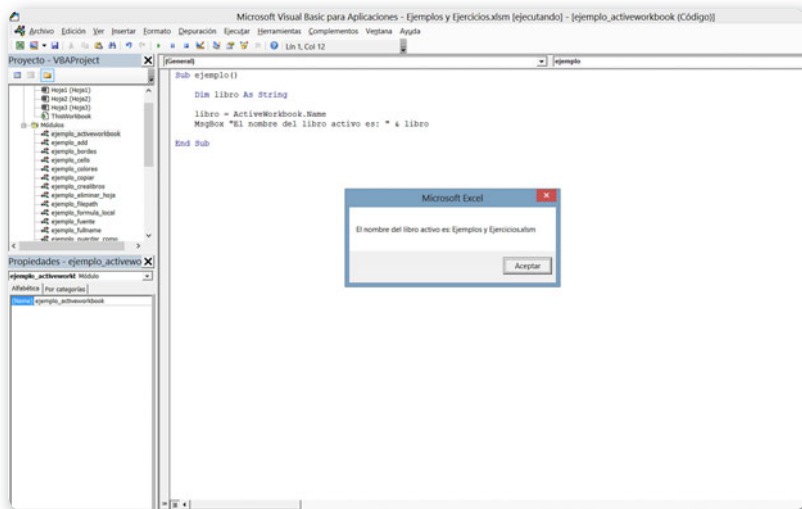 Microsoft Visual Basic para Aplicaciones - Ejemplos y Ejercicios.xlsm [ejecutando] - [ejemplo_activeworkbook (Código)]
Archivo Edición Ver Insertar Formato Depuración Ejecutar Herramientas Complementos Ventana Ayuda
Lín 1, Col 12
Proyecto - VBAProject
(General)
ejemplo
Hoja1 (Hoja1)
Hoja2 (Hoja2)
Hoja3 (Hoja3)
ThisWorkbook
Módulos
ejemplo_activeworkbook
ejemplo_add
ejemplo_bordes
ejemplo_cells
ejemplo_colores
ejemplo_copiar
ejemplo_crealibros
ejemplo_eliminar_hoja
ejemplo_filepath
ejemplo_formula_local
ejemplo_fuente
ejemplo_fullname
ejemplo_guardar_como
Sub ejemplo()
Dim libro As String
libro = ActiveWorkbook.Name
MsgBox "El nombre del libro activo es: " & libro
End Sub
Microsoft Excel
El nombre del libro activo es: Ejemplos y Ejercicios.xlsm
Aceptar
Propiedades - ejemplo_activewo
ejemplo_activeworkl Módulo
Alfabética Por categorías
(Name) ejemplo_activeworkbook